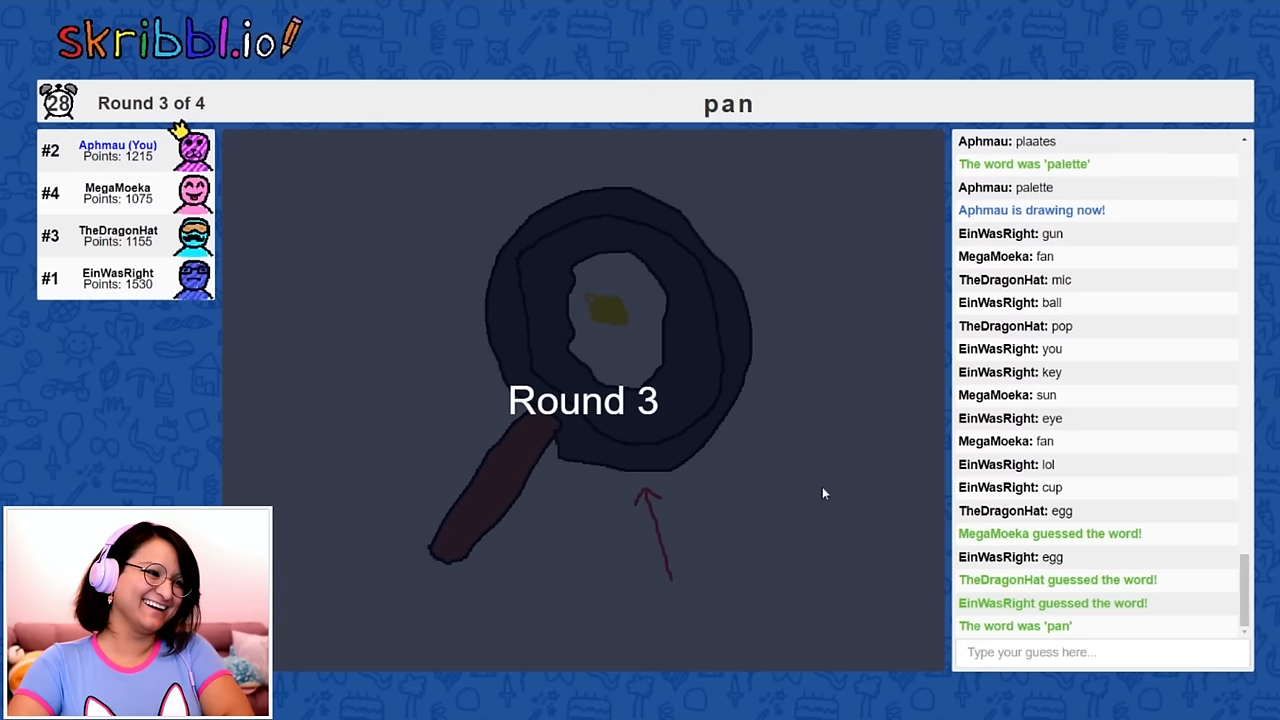 skribbl.io
28
Round 3 of 4
pan
#2
Aphmau (You)
Points: 1215
#4
MegaMoeka
Points: 1075
#3
TheDragonHat
Points: 1155
#1
EinWasRight
Points: 1530
Round 3
Aphmau: plaates
The word was 'palette'
Aphmau: palette
Aphmau is drawing now!
EinWasRight: gun
MegaMoeka: fan
TheDragonHat: mic
EinWasRight: ball
TheDragonHat: pop
EinWasRight: you
EinWasRight: key
MegaMoeka: sun
EinWasRight: eye
MegaMoeka: fan
EinWasRight: lol
EinWasRight: cup
TheDragonHat: egg
MegaMoeka guessed the word!
EinWasRight: egg
TheDragonHat guessed the word!
EinWasRight guessed the word!
The word was 'pan'
Type your guess here...